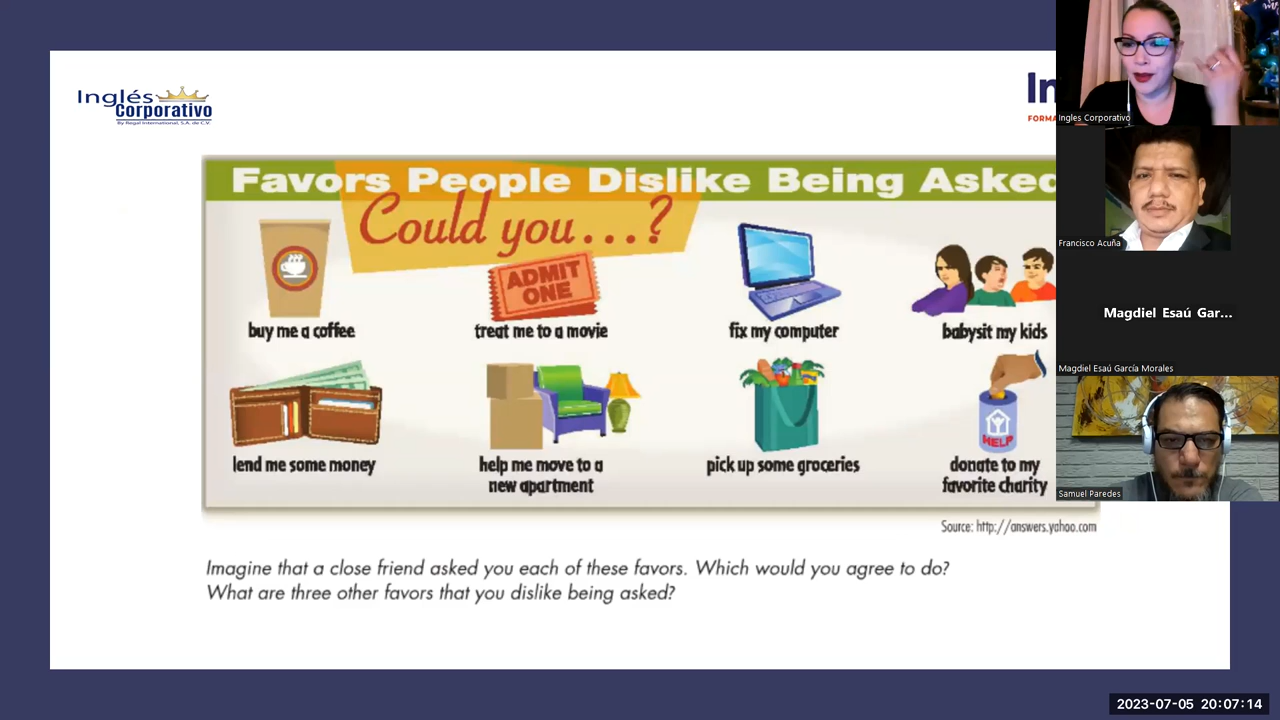 Inglés
Corporativo
By Regal International, S.A. de C.V.
In
FORMA
Favors People Dislike Being Asked
Could you...?
ADMIT
ONE
buy me a coffee
treat me to a movie
fix my computer
babysit my kids
HELP
lend me some money
help me move to a
new apartment
pick up some groceries
donate to my
favorite charity
Source: http://answers.yahoo.com
Imagine that a close friend asked you each of these favors. Which would you agree to do?
What are three other favors that you dislike being asked?
Ingles Corporativo
Francisco Acuña
Magdiel Esaú Gar...
Magdiel Esaú García Morales
Samuel Paredes
2023-07-05 20:07:14